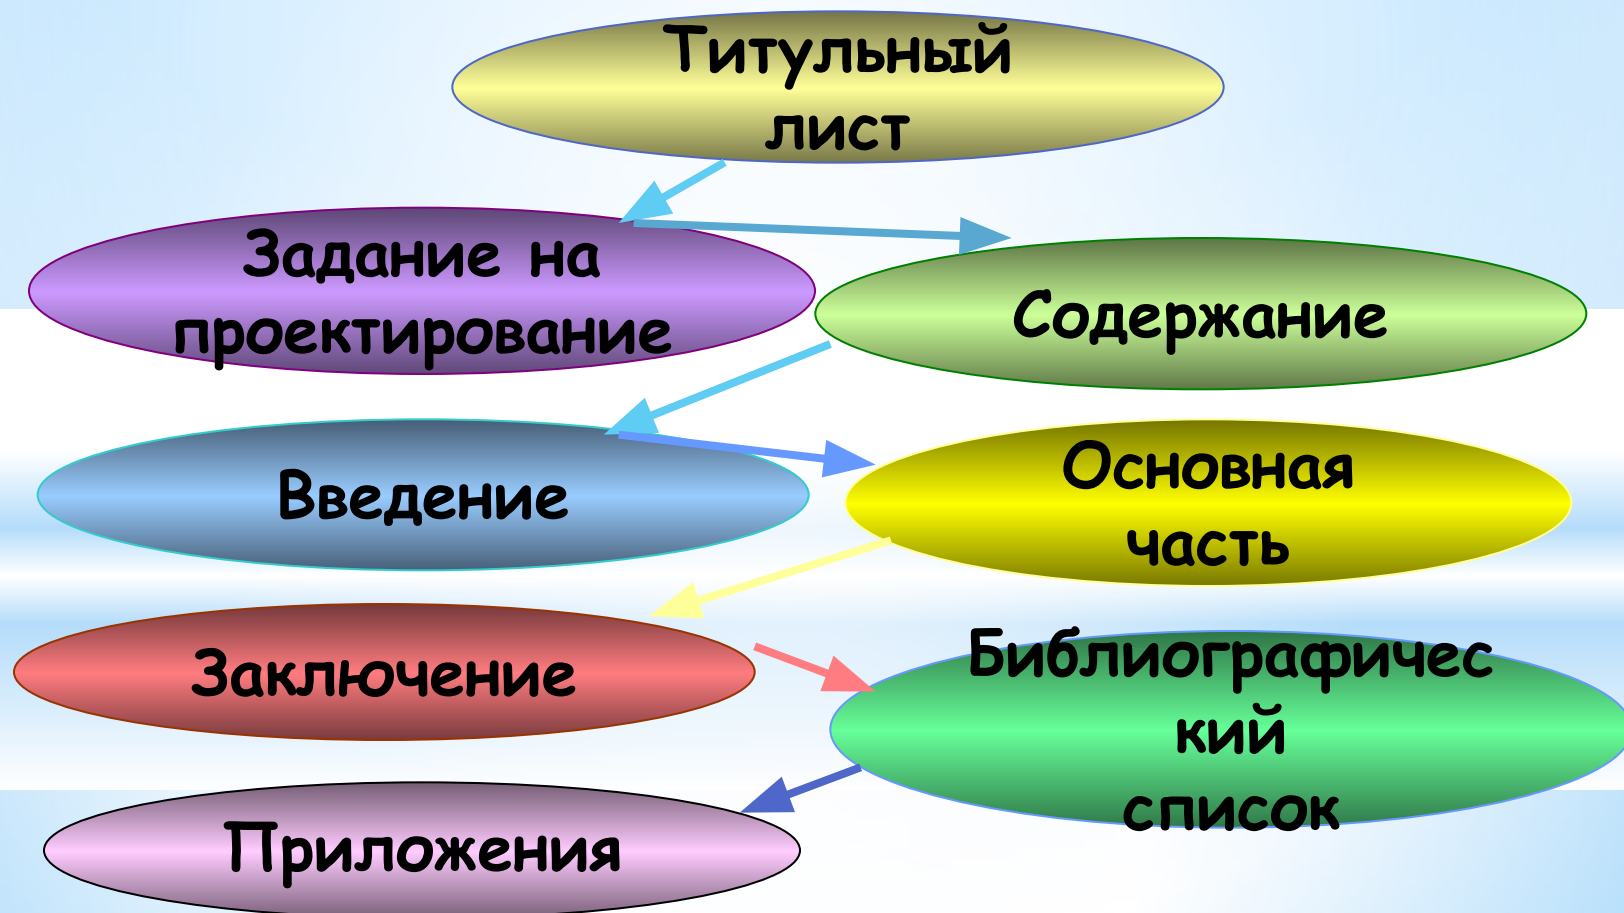 Титульный
лист
Задание на
проектирование
Содержание
Введение
Основная
часть
Заключение
Библиографичес
кий
список
Приложения